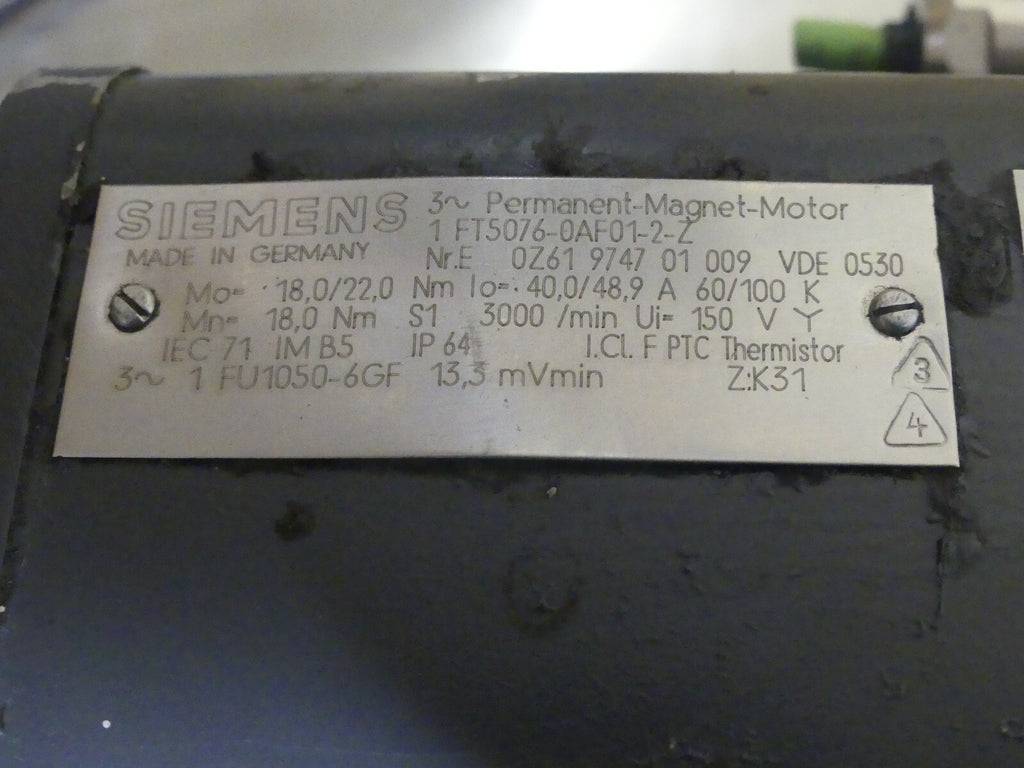 SIEMENS 3~ Permanent-Magnet-Motor
1 FT5076-0AF01-2-Z
MADE IN GERMANY Nr.E 0Z61 9747 01 009 VDE 0530
Mo= 18,0/22,0 Nm Io= 40,0/48,9 A 60/100 K
Mn= 18,0 Nm S1 3000 /min Ui= 150 V Y
IEC 71 IM B5 IP 64 I.Cl. F PTC Thermistor
3~ 1 FU1050-6GF 13,3 mVmin Z:K31
3
4